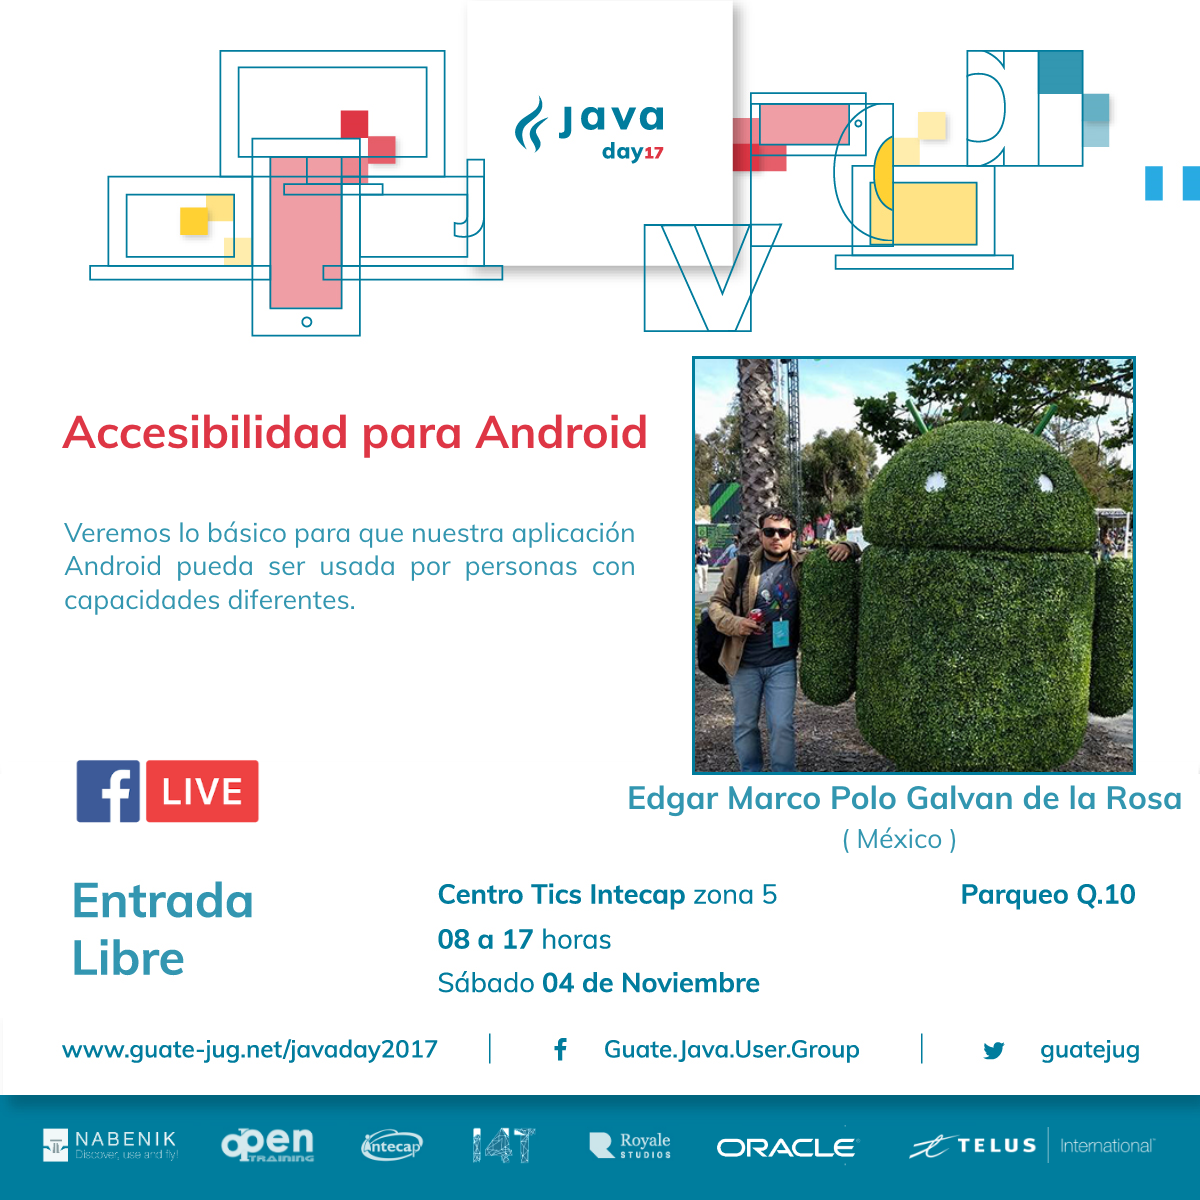 Java
day17
Accesibilidad para Android
Veremos lo básico para que nuestra aplicación
Android pueda ser usada por personas con
capacidades diferentes.
f LIVE
Edgar Marco Polo Galvan de la Rosa
( México )
Entrada
Libre
Centro Tics Intecap zona 5
08 a 17 horas
Sábado 04 de Noviembre
Parqueo Q.10
www.guate-jug.net/javaday2017 | Guate.Java.User.Group | guatejug
NABENIK
Discover, use and fly!
open
TRAINING
intecap
I4T
Royale
STUDIOS
ORACLE
TELUS | International